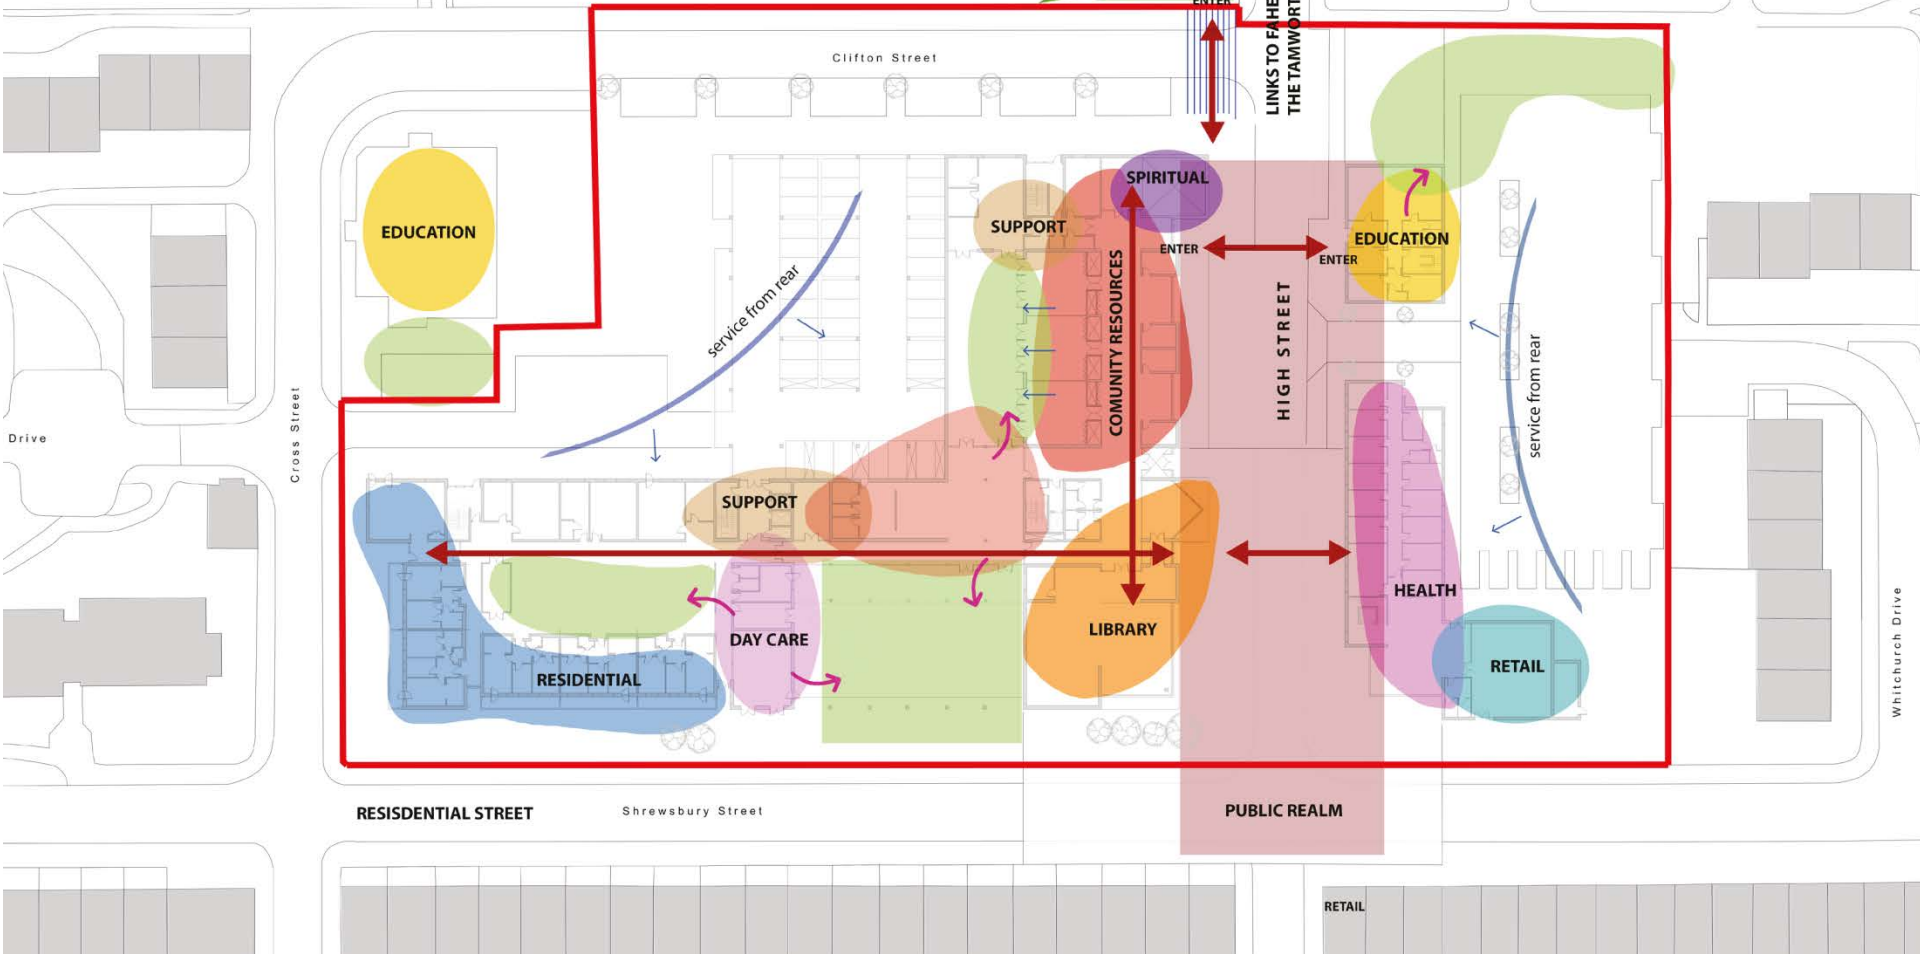 ENTER
LINKS TO FAHE
THE TAMWORT
Clifton Street
SPIRITUAL
SUPPORT
EDUCATION
ENTER
EDUCATION
ENTER
service from rear
COMUNITY RESOURCES
HIGH STREET
service from rear
Cross Street
Drive
SUPPORT
HEALTH
LIBRARY
DAY CARE
RETAIL
RESIDENTIAL
Whitchurch Drive
RESISDENTIAL STREET
Shrewsbury Street
PUBLIC REALM
RETAIL